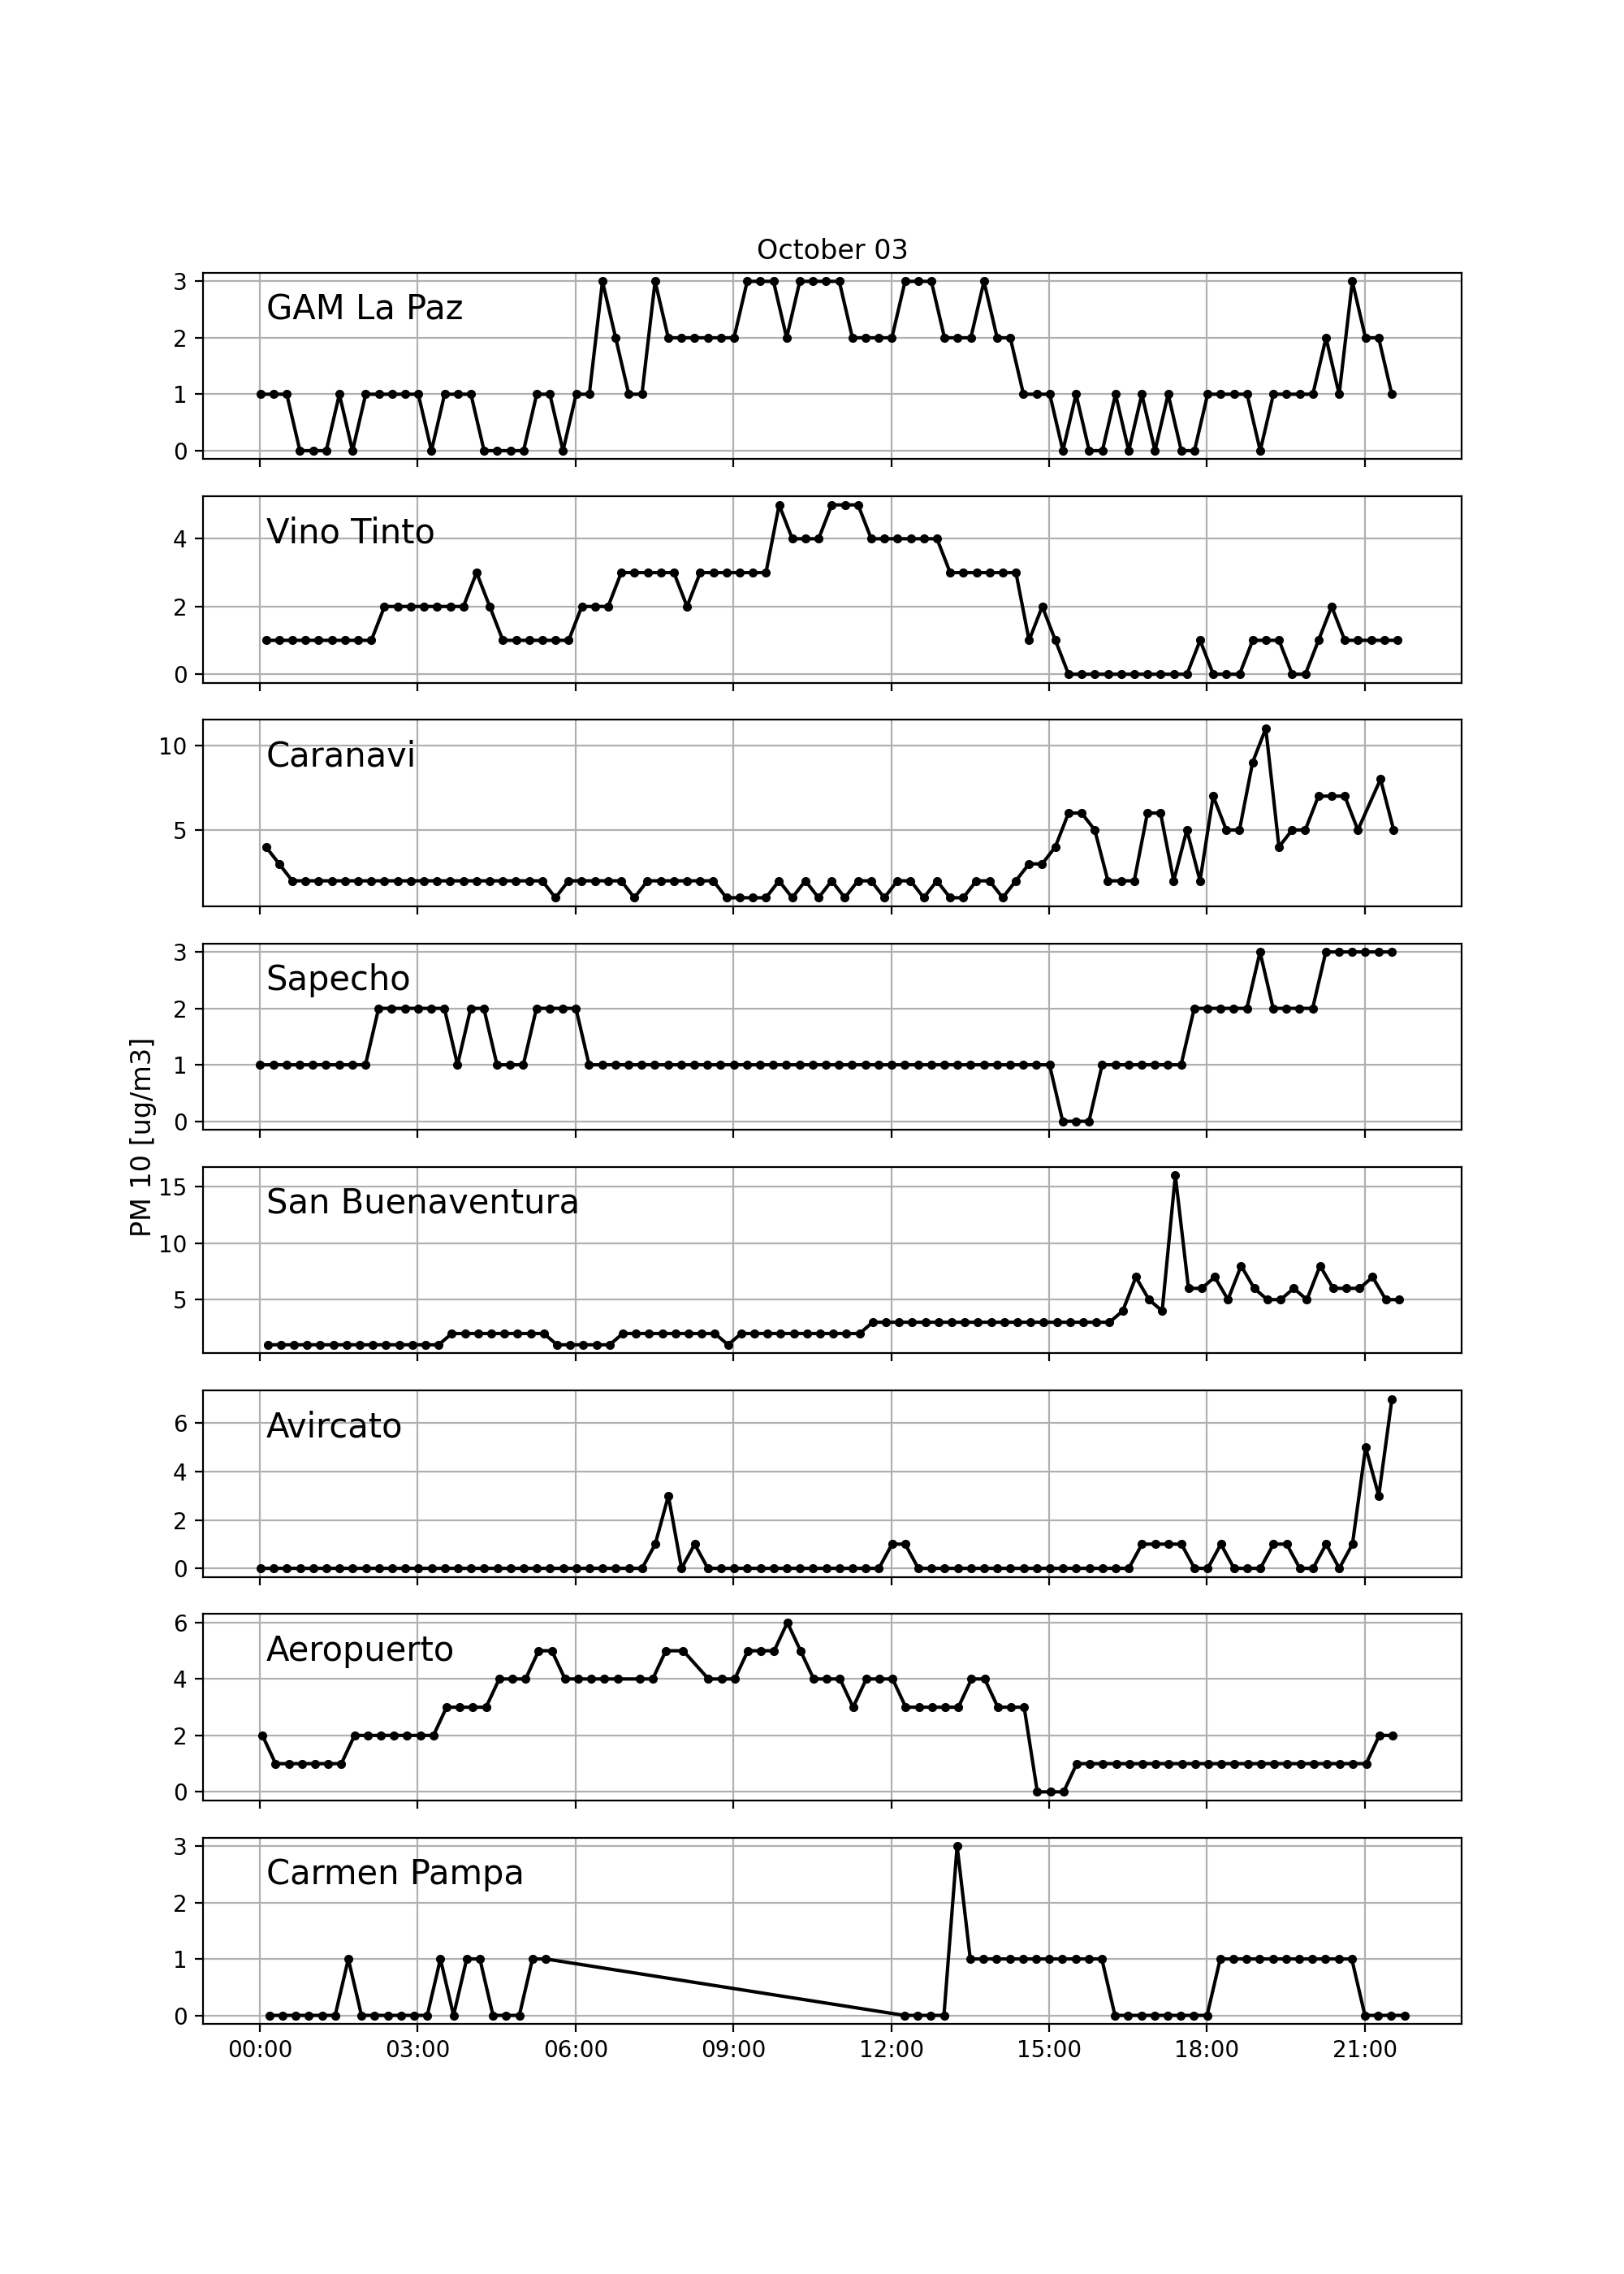 October 03
3
GAM La Paz
2
1
0
Vino Tinto
4
2
0
10
Caranavi
5
3
Sapecho
2
1
0
PM 10 [ug/m3]
15
San Buenaventura
10
5
6
Avircato
4
2
0
6
Aeropuerto
4
2
0
3
Carmen Pampa
2
1
0
00:00 03:00 06:00 09:00 12:00 15:00 18:00 21:00